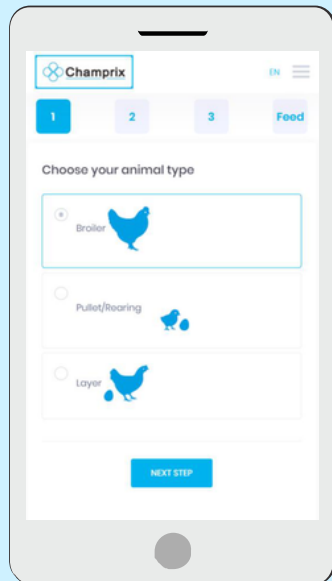 Champrix
EN
1 2 3 Feed
Choose your animal type
Broiler
Pullet/Rearing
Layer
NEXT STEP